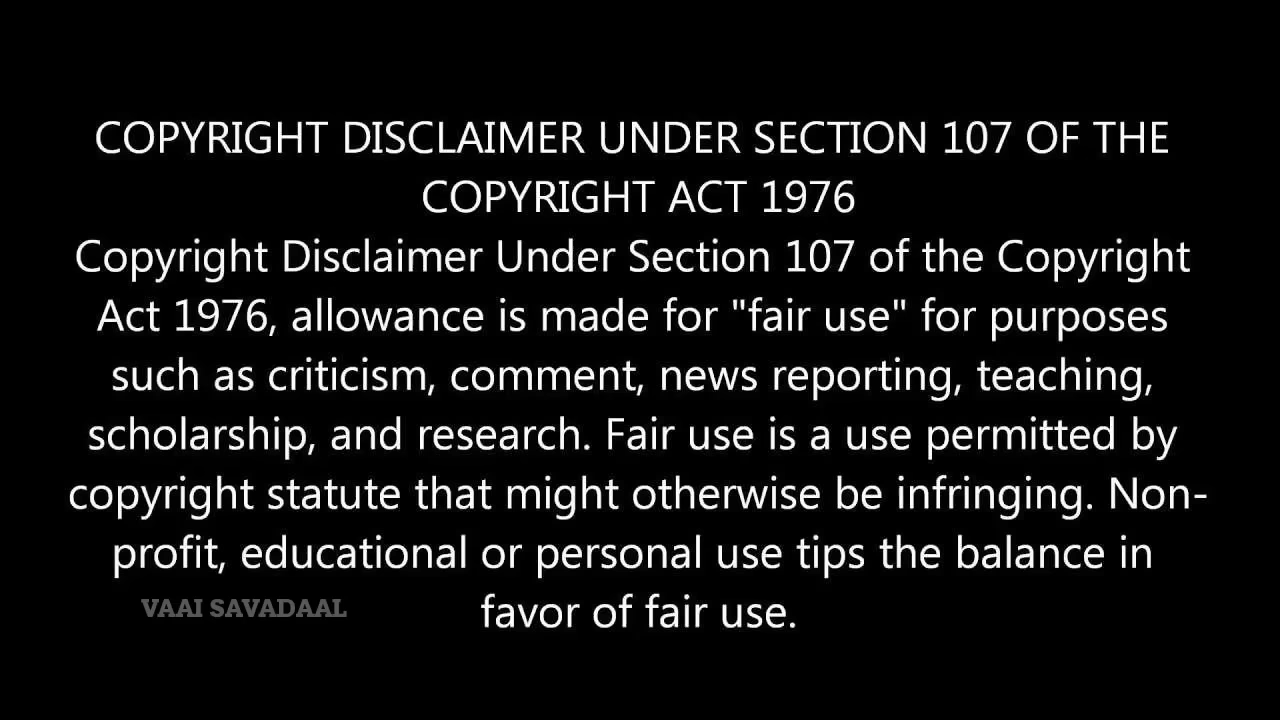 COPYRIGHT DISCLAIMER UNDER SECTION 107 OF THE
COPYRIGHT ACT 1976
Copyright Disclaimer Under Section 107 of the Copyright
Act 1976, allowance is made for "fair use" for purposes
such as criticism, comment, news reporting, teaching,
scholarship, and research. Fair use is a use permitted by
copyright statute that might otherwise be infringing. Non-
profit, educational or personal use tips the balance in
favor of fair use.
VAAI SAVADAAL